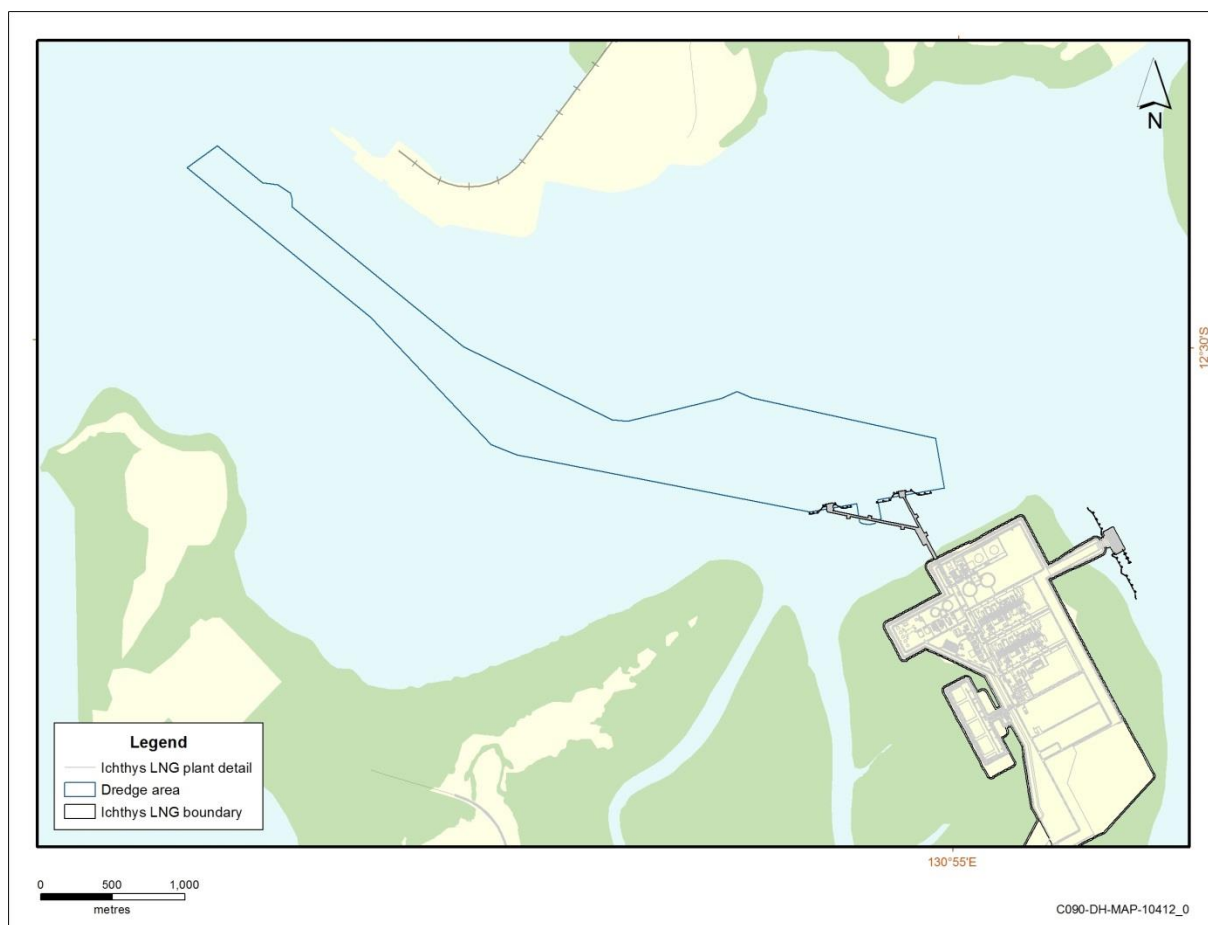 N
12°30'S
Legend
Ichthys LNG plant detail
Dredge area
Ichthys LNG boundary
130°55'E
0 500 1,000
metres
C090-DH-MAP-10412_0